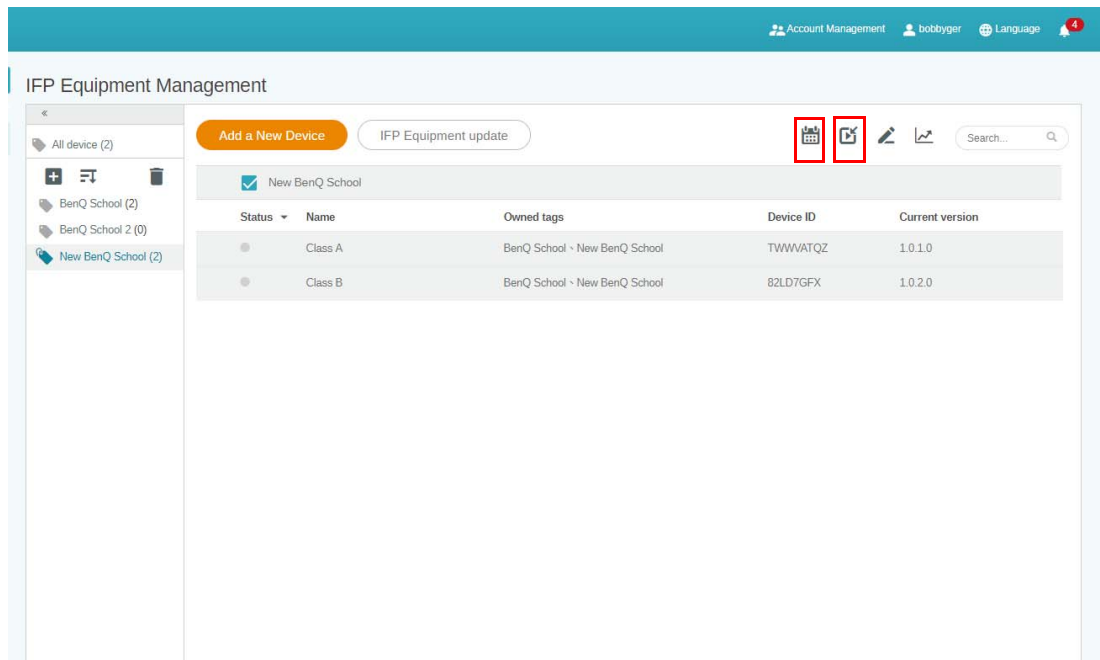 Account Management bobbyger Language 4
IFP Equipment Management
«
All device (2)
Add a New Device IFP Equipment update Search...
BenQ School (2)
BenQ School 2 (0)
New BenQ School (2)
New BenQ School
Status Name Owned tags Device ID Current version
Class A BenQ School、New BenQ School TWWVATQZ 1.0.1.0
Class B BenQ School、New BenQ School 82LD7GFX 1.0.2.0